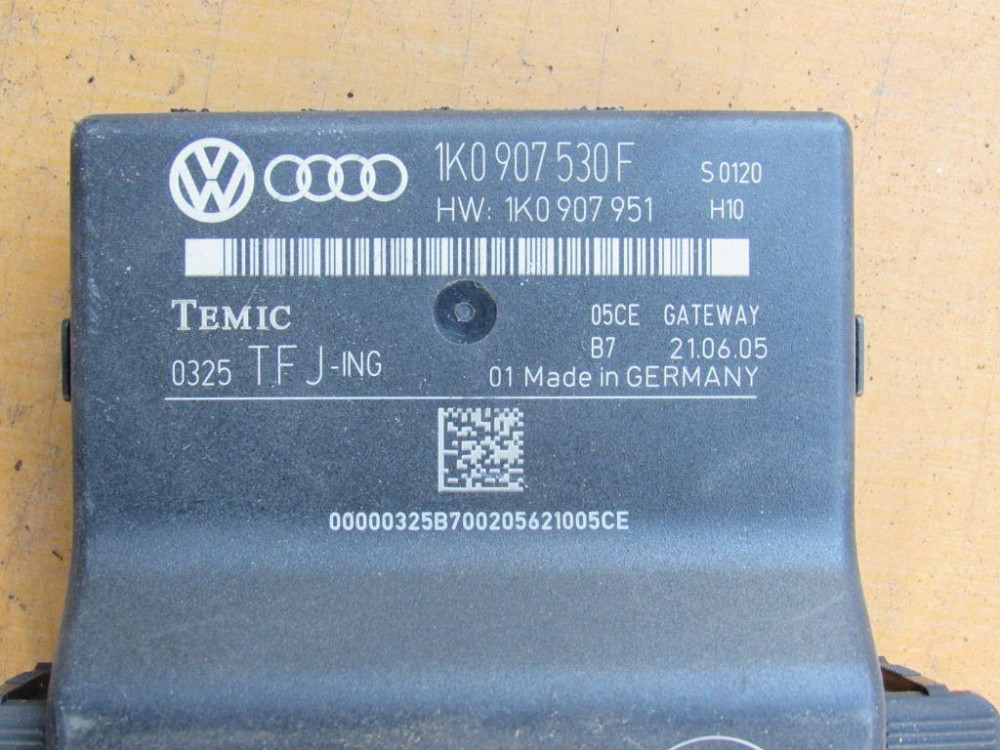 1K0 907 530 F S 0120
HW: 1K0 907 951 H10
TEMIC 05CE GATEWAY
B7 21.06.05
0325 TFJ-ING 01 Made in GERMANY
00000325B700205621005CE